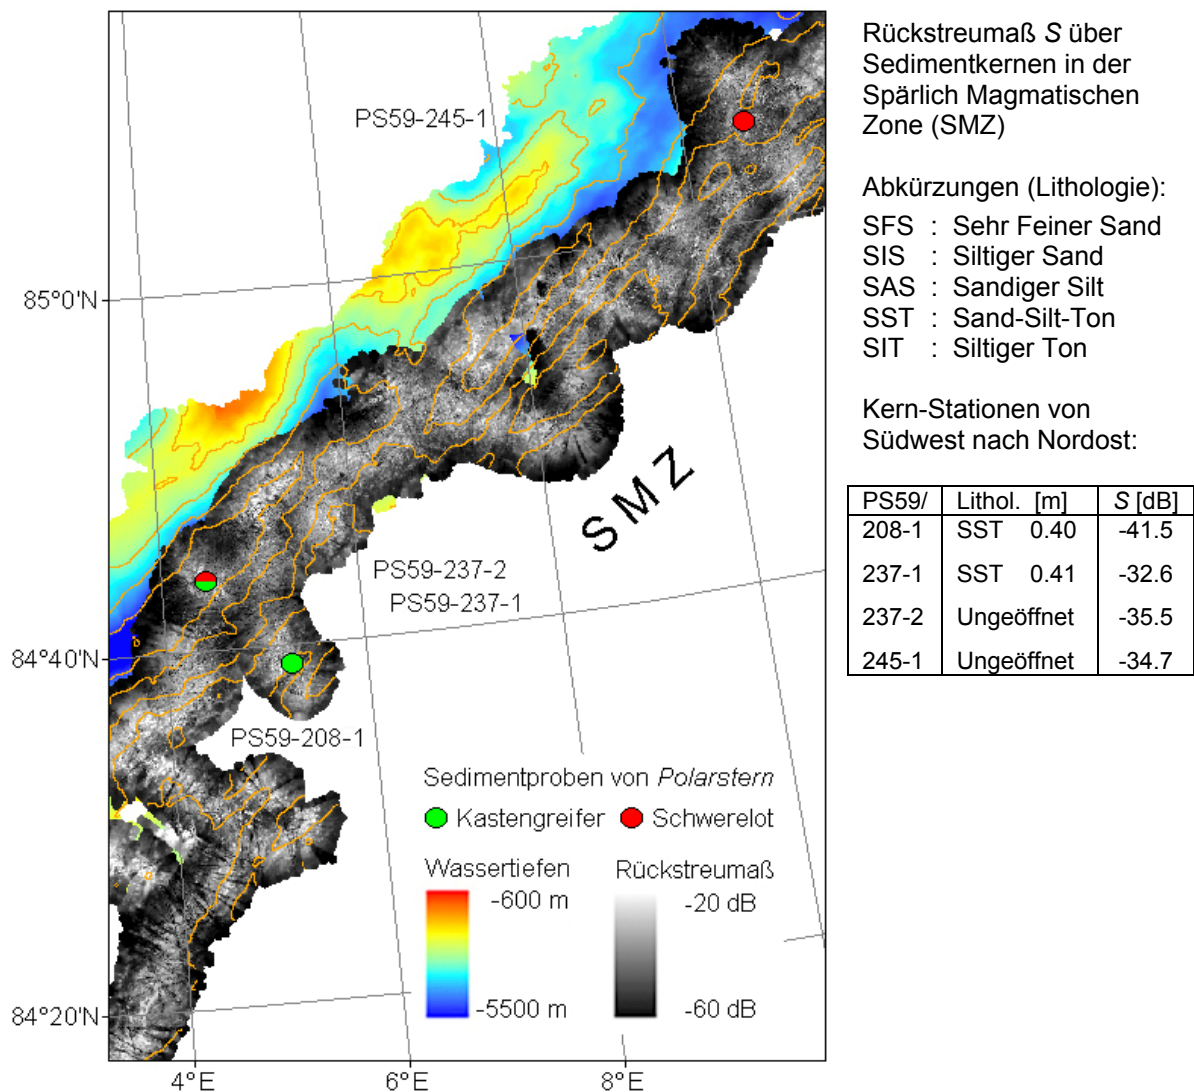 PS59-245-1
85°0'N
SMZ
PS59-237-2
PS59-237-1
84°40'N
PS59-208-1
Sedimentproben von Polarstern
Kastengreifer Schwerelot
Wassertiefen Rückstreumaß
-600 m -20 dB
-5500 m -60 dB
84°20'N
4°E 6°E 8°E
Rückstreumaß S über
Sedimentkernen in der
Spärlich Magmatischen
Zone (SMZ)
Abkürzungen (Lithologie):
SFS : Sehr Feiner Sand
SIS : Siltiger Sand
SAS : Sandiger Silt
SST : Sand-Silt-Ton
SIT : Siltiger Ton
Kern-Stationen von
Südwest nach Nordost:
PS59/ Lithol. [m] S [dB]
208-1 SST 0.40 -41.5
237-1 SST 0.41 -32.6
237-2 Ungeöffnet -35.5
245-1 Ungeöffnet -34.7